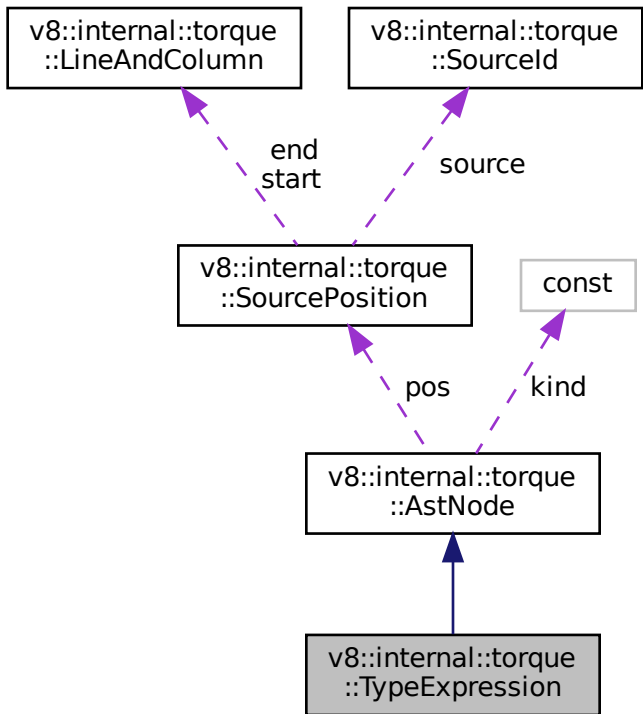 v8::internal::torque
::LineAndColumn
v8::internal::torque
::SourceId
end
start
source
v8::internal::torque
::SourcePosition
const
pos
kind
v8::internal::torque
::AstNode
v8::internal::torque
::TypeExpression